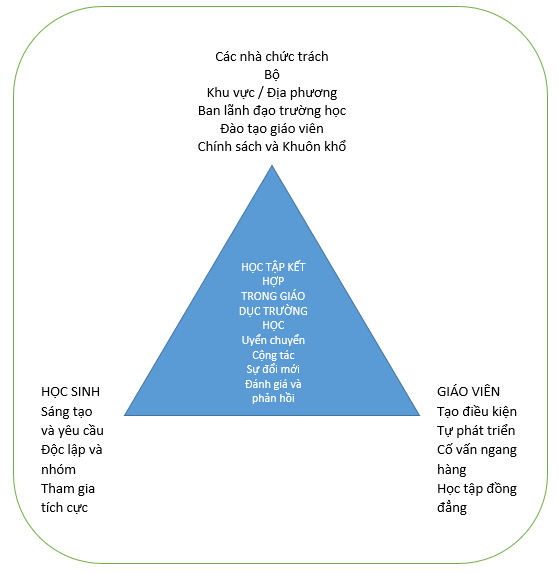 Các nhà chức trách
Bộ
Khu vực / Địa phương
Ban lãnh đạo trường học
Đào tạo giáo viên
Chính sách và Khuôn khổ
HỌC TẬP KẾT
HỢP
TRONG GIÁO
DỤC TRƯỜNG
HỌC
Uyển chuyển
Cộng tác
Sự đổi mới
Đánh giá và
phản hồi
HỌC SINH
Sáng tạo
và yêu cầu
Độc lập và
nhóm
Tham gia
tích cực
GIÁO VIÊN
Tạo điều kiện
Tự phát triển
Cố vấn ngang
hàng
Học tập đồng
đẳng